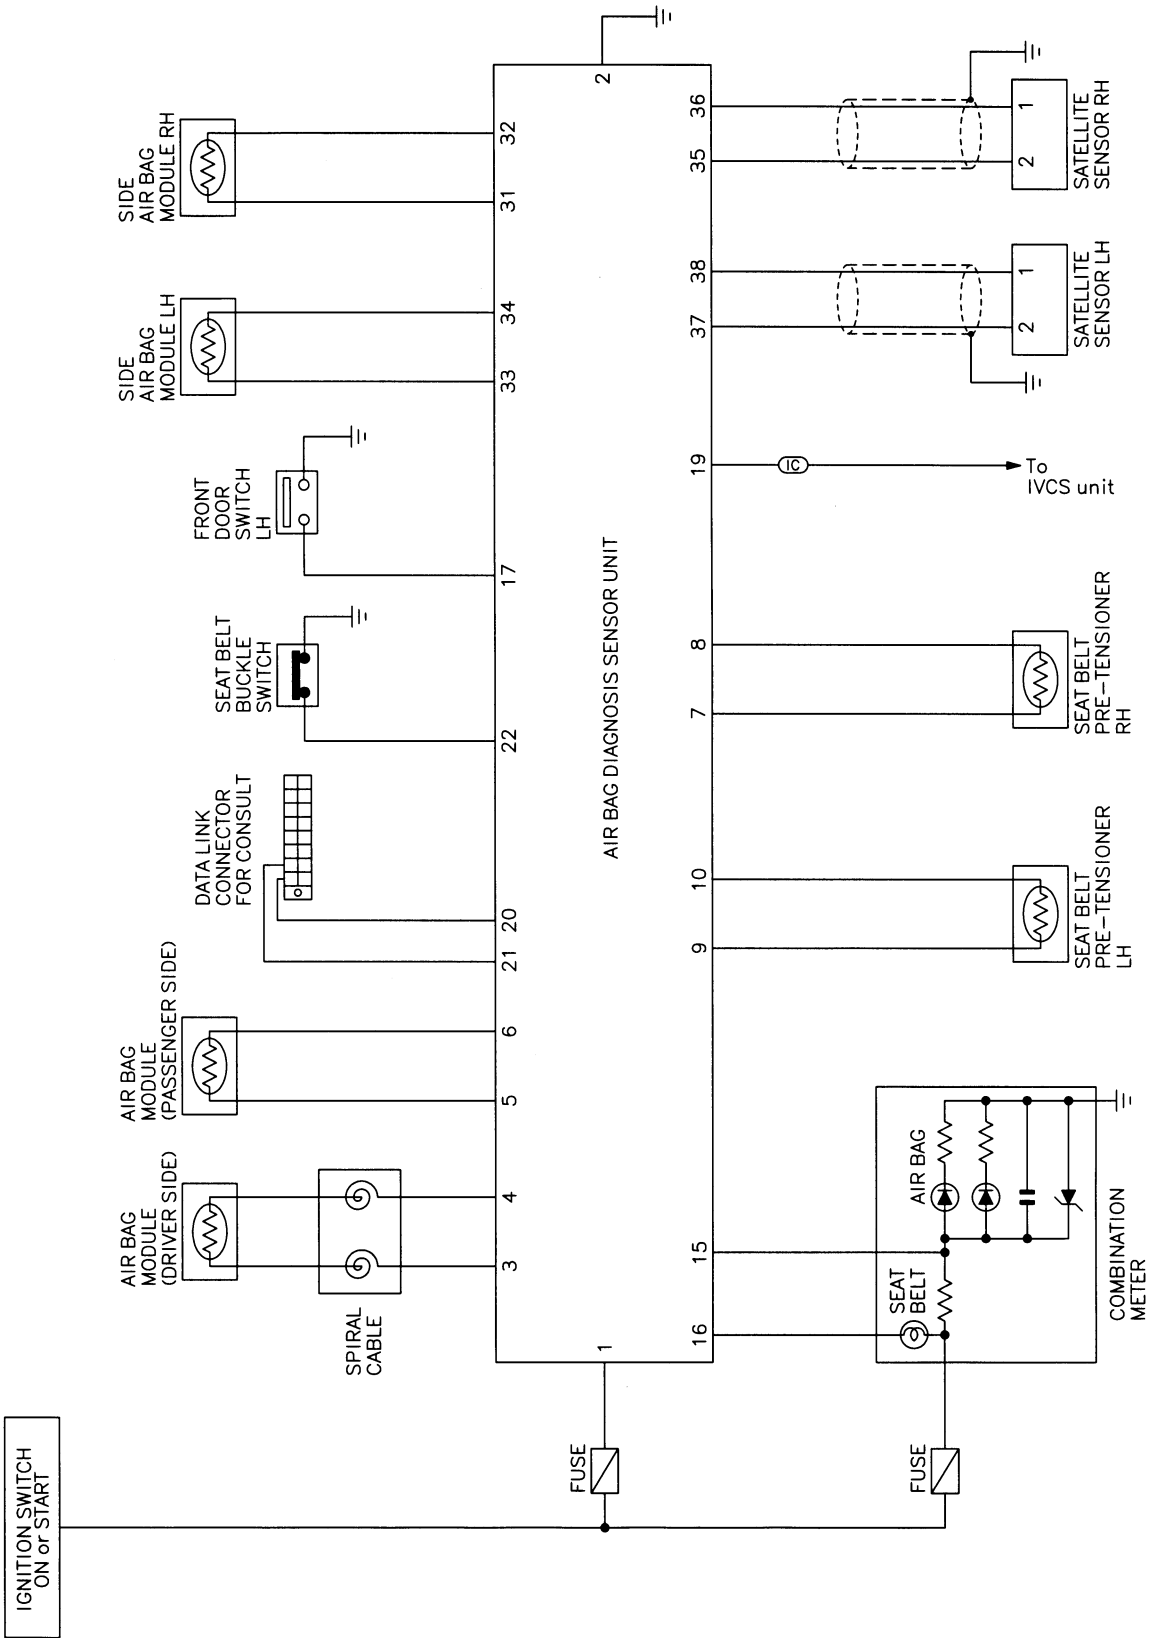 IGNITION SWITCH
ON or START
FUSE
FUSE
AIR BAG
MODULE
(DRIVER SIDE)
SPIRAL
CABLE
AIR BAG
MODULE
(PASSENGER SIDE)
DATA LINK
CONNECTOR
FOR CONSULT
SEAT BELT
BUCKLE
SWITCH
FRONT
DOOR
SWITCH
LH
SIDE
AIR BAG
MODULE LH
SIDE
AIR BAG
MODULE RH
3
4
5
6
21
20
22
17
33
34
31
32
1
AIR BAG DIAGNOSIS SENSOR UNIT
2
16
15
9
10
7
8
19
37
38
35
36
SEAT
BELT
AIR BAG
COMBINATION
METER
SEAT BELT
PRE-TENSIONER
LH
SEAT BELT
PRE-TENSIONER
RH
IC
To
IVCS unit
2
1
SATELLITE
SENSOR LH
2
1
SATELLITE
SENSOR RH